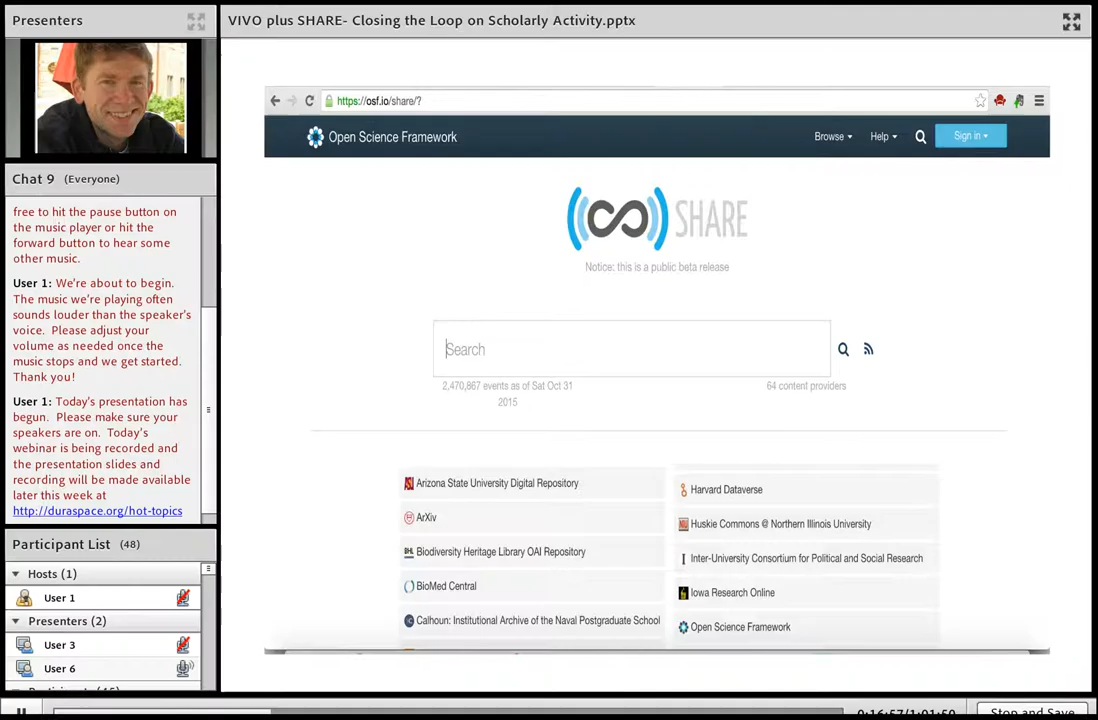 Presenters
VIVO plus SHARE- Closing the Loop on Scholarly Activity.pptx
Chat 9 (Everyone)
free to hit the pause button on
the music player or hit the
forward button to hear some
other music.
User 1: We're about to begin.
The music we're playing often
sounds louder than the speaker's
voice. Please adjust your
volume as needed once the
music stops and we get started.
Thank you!
User 1: Today's presentation has
begun. Please make sure your
speakers are on. Today's
webinar is being recorded and
the presentation slides and
recording will be made available
later this week at
http://duraspace.org/hot-topics
Participant List (48)
Hosts (1)
User 1
Presenters (2)
User 3
User 6
https://osf.io/share/?
Open Science Framework
Browse
Help
Sign in
SHARE
Notice: this is a public beta release
Search
2,470,867 events as of Sat Oct 31
2015
64 content providers
Arizona State University Digital Repository
ArXiv
BHL Biodiversity Heritage Library OAI Repository
BioMed Central
Calhoun: Institutional Archive of the Naval Postgraduate School
Harvard Dataverse
Huskie Commons @ Northern Illinois University
Inter-University Consortium for Political and Social Research
Iowa Research Online
Open Science Framework
0:16:57/1:01:50
Stop and Save